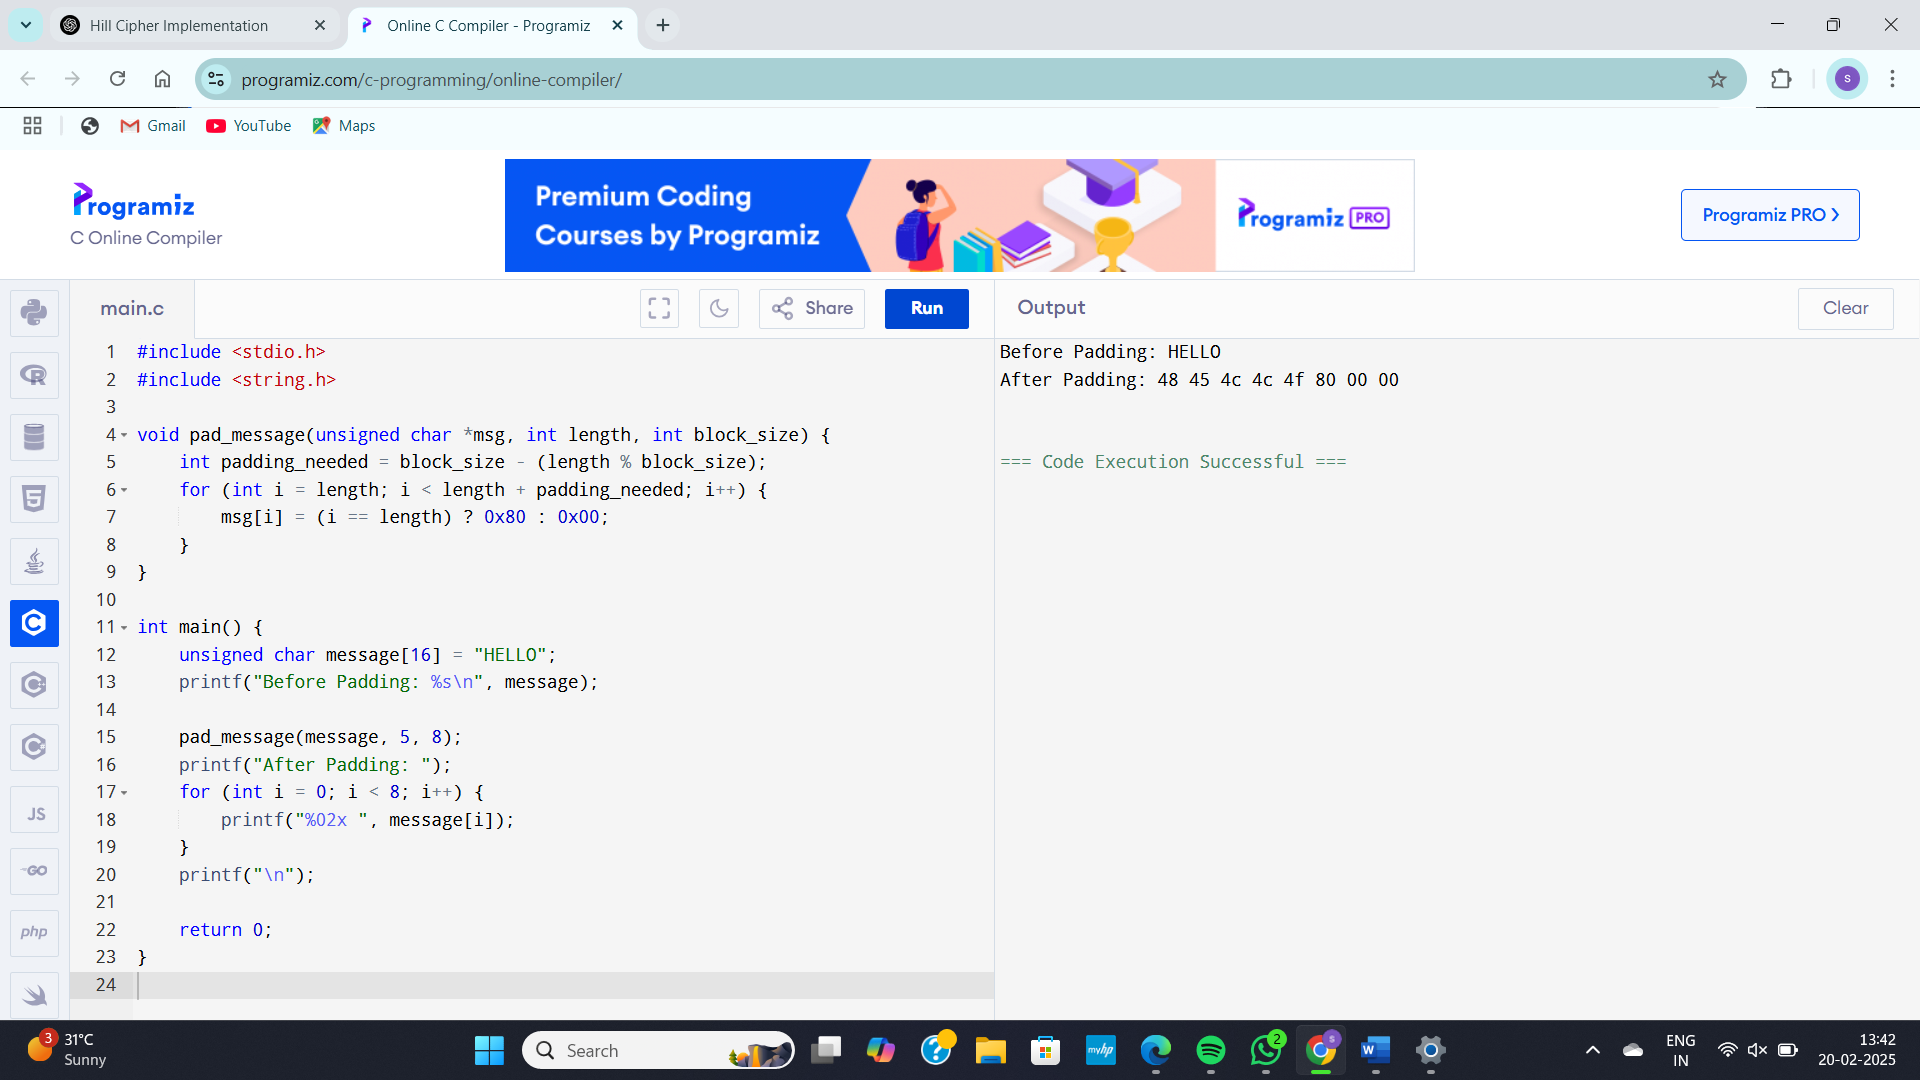 Hill Cipher Implementation
Online C Compiler - Programiz
programiz.com/c-programming/online-compiler/
S
Gmail
YouTube
Maps
Programiz
C Online Compiler
Premium Coding
Courses by Programiz
Programiz PRO
Programiz PRO ❯
main.c
Share
Run
Output
Clear
1 #include <stdio.h>
2 #include <string.h>
3
4 void pad_message(unsigned char *msg, int length, int block_size) {
5     int padding_needed = block_size - (length % block_size);
6     for (int i = length; i < length + padding_needed; i++) {
7         msg[i] = (i == length) ? 0x80 : 0x00;
8     }
9 }
10
11 int main() {
12     unsigned char message[16] = "HELLO";
13     printf("Before Padding: %s\n", message);
14
15     pad_message(message, 5, 8);
16     printf("After Padding: ");
17     for (int i = 0; i < 8; i++) {
18         printf("%02x ", message[i]);
19     }
20     printf("\n");
21
22     return 0;
23 }
24
Before Padding: HELLO
After Padding: 48 45 4c 4c 4f 80 00 00
=== Code Execution Successful ===
R
5
C
JS
GO
php
3
31°C
Sunny
Search
myhp
2
S
W
ENG
IN
13:42
20-02-2025